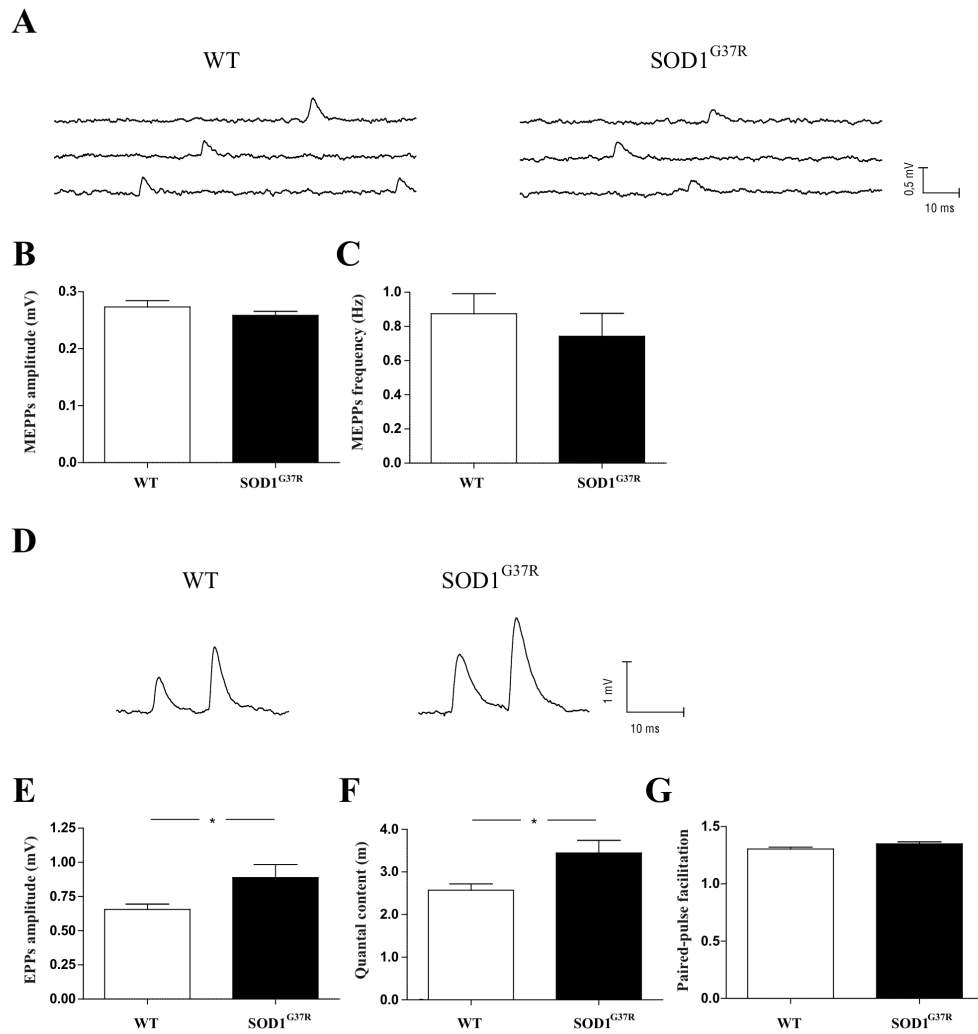 A
WT
SOD1G37R
0,5 mV
10 ms
B
MEPPs amplitude (mV)
0.3
0.2
0.1
0.0
WT
SOD1G37R
C
MEPPs frequency (Hz)
1.0
0.8
0.6
0.4
0.2
0.0
WT
SOD1G37R
D
WT
SOD1G37R
1 mV
10 ms
E
EPPs amplitude (mV)
1.25
1.00
0.75
0.50
0.25
0.00
*
WT
SOD1G37R
F
Quantal content (m)
4.0
3.0
2.0
1.0
0.0
*
WT
SOD1G37R
G
Paired-pulse facilitation
1.5
1.0
0.5
0.0
WT
SOD1G37R